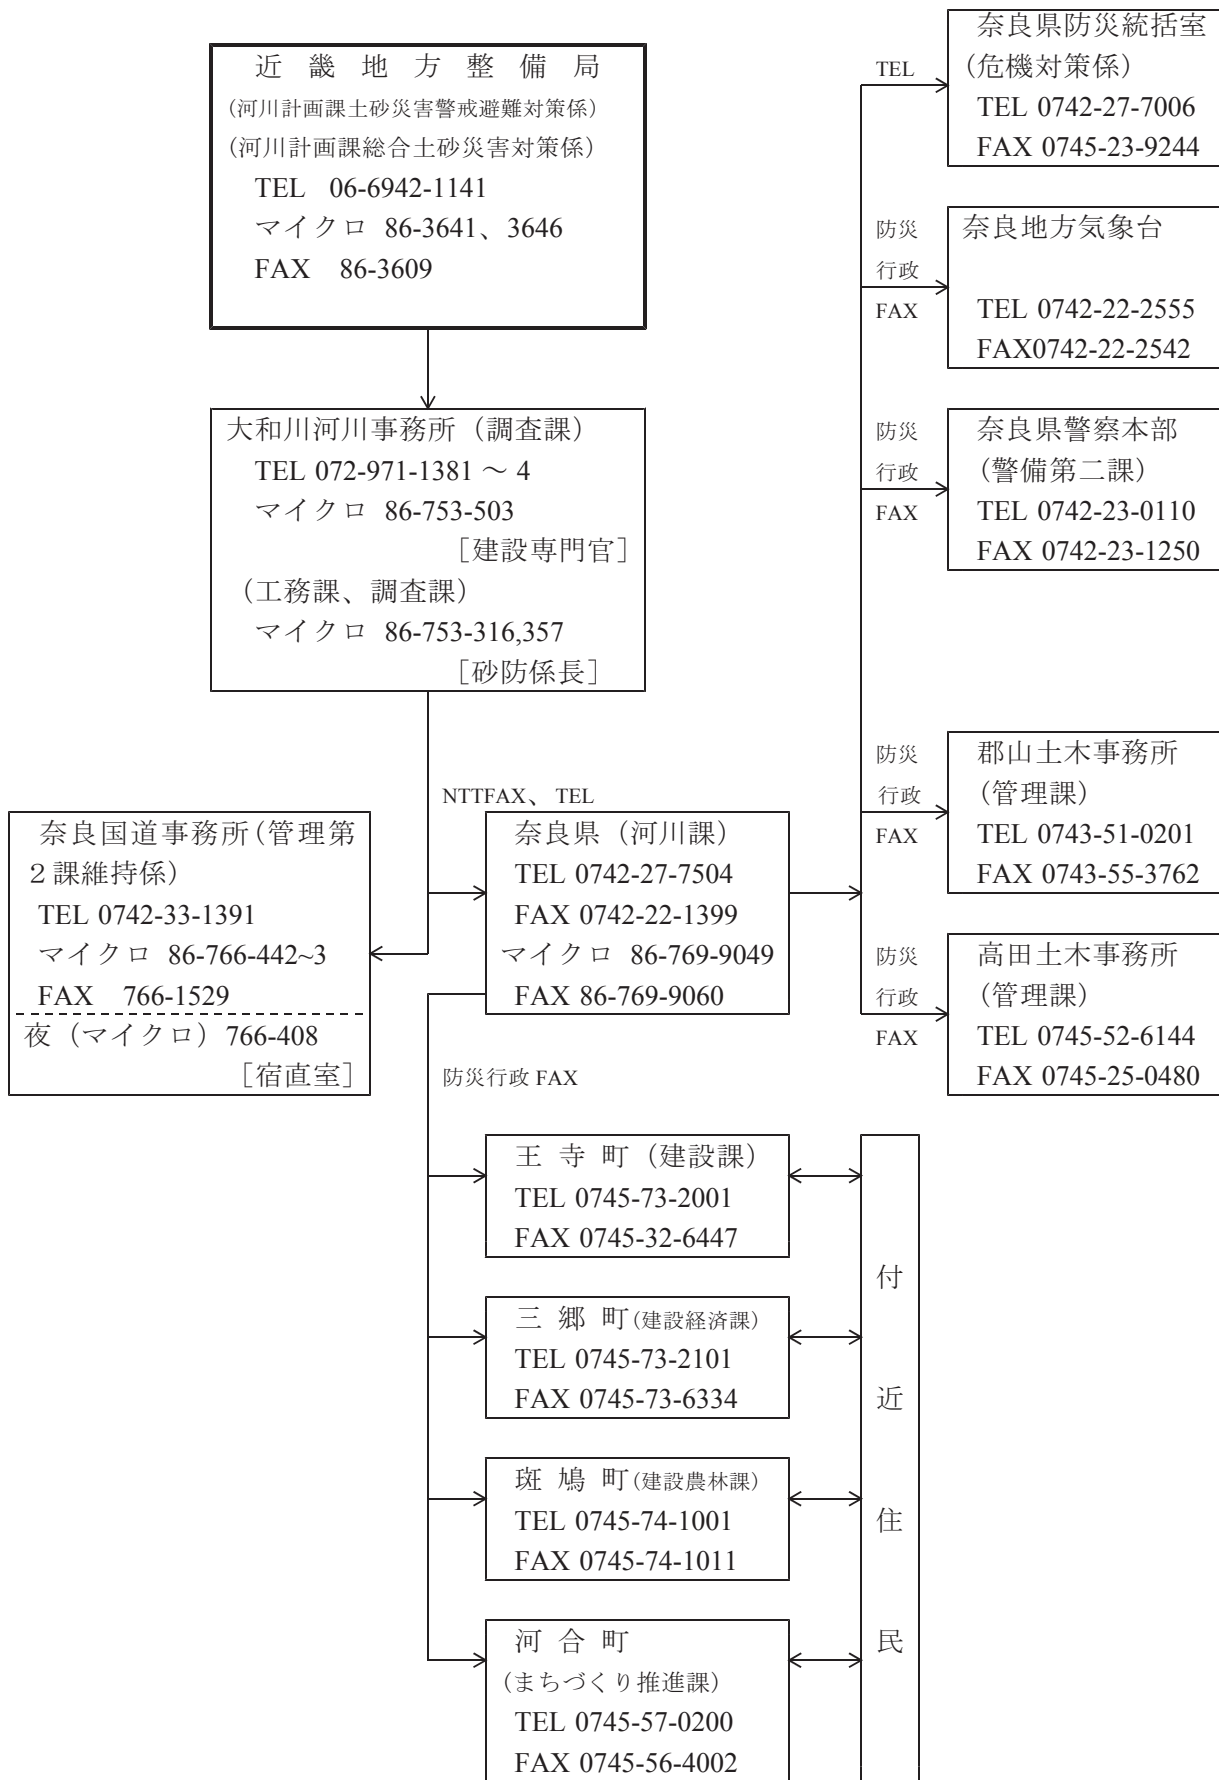 近畿地方整備局
(河川計画課土砂災害警戒避難対策係)
(河川計画課総合土砂災害対策係)
TEL 06-6942-1141
マイクロ 86-3641、3646
FAX 86-3609
大和川河川事務所（調査課）
TEL 072-971-1381 ～ 4
マイクロ 86-753-503
［建設専門官］
（工務課、調査課）
マイクロ 86-753-316,357
［砂防係長］
奈良国道事務所(管理第
２課維持係）
TEL 0742-33-1391
マイクロ 86-766-442~3
FAX 766-1529
夜（マイクロ）766-408
［宿直室］
NTTFAX、TEL
奈良県（河川課）
TEL 0742-27-7504
FAX 0742-22-1399
マイクロ 86-769-9049
FAX 86-769-9060
TEL
奈良県防災統括室
(危機対策係）
TEL 0742-27-7006
FAX 0745-23-9244
防災
行政
FAX
奈良地方気象台
TEL 0742-22-2555
FAX0742-22-2542
防災
行政
FAX
奈良県警察本部
（警備第二課）
TEL 0742-23-0110
FAX 0742-23-1250
防災
行政
FAX
郡山土木事務所
（管理課）
TEL 0743-51-0201
FAX 0743-55-3762
防災
行政
FAX
高田土木事務所
（管理課）
TEL 0745-52-6144
FAX 0745-25-0480
防災行政 FAX
王寺町（建設課）
TEL 0745-73-2001
FAX 0745-32-6447
三郷町(建設経済課）
TEL 0745-73-2101
FAX 0745-73-6334
斑鳩町(建設農林課）
TEL 0745-74-1001
FAX 0745-74-1011
河合町
(まちづくり推進課）
TEL 0745-57-0200
FAX 0745-56-4002
付
近
住
民